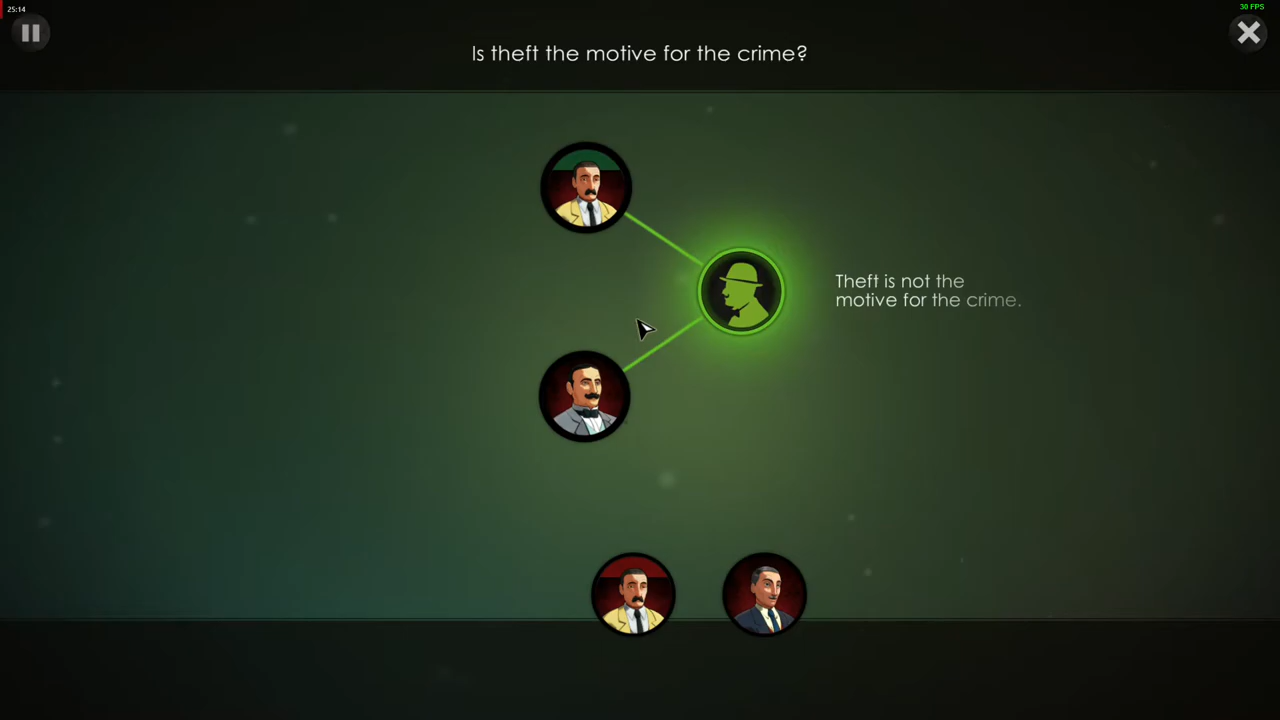 25:14
30 FPS
Is theft the motive for the crime?
Theft is not the
motive for the crime.